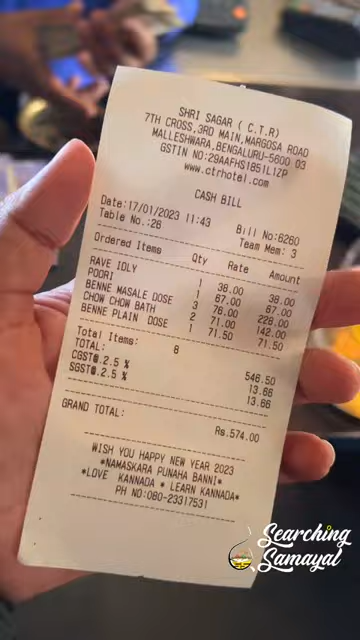 SHRI SAGAR ( C.T.R)
7TH CROSS,3RD MAIN,MARGOSA ROAD
MALLESHWARA,BENGALURU-5600 03
GSTIN NO:29AAFHS1851L1ZP
www.ctrhotel.com
CASH BILL
Date:17/01/2023 11:43 Bill No:6260
Table No.:26 Team Mem: 3
Ordered Items Qty Rate Amount
RAVE IDLY 1 38.00 38.00
POORI 1 67.00 67.00
BENNE MASALE DOSE 3 76.00 228.00
CHOW CHOW BATH 2 71.00 142.00
BENNE PLAIN DOSE 1 71.50 71.50
Total Items: 8
TOTAL: 546.50
CGST@.2.5 % 13.66
SGST@.2.5 % 13.66
GRAND TOTAL: Rs.574.00
WISH YOU HAPPY NEW YEAR 2023
*NAMASKARA PUNAHA BANNI*
*LOVE KANNADA * LEARN KANNADA*
PH NO:080-23317531
Searching
Samayal